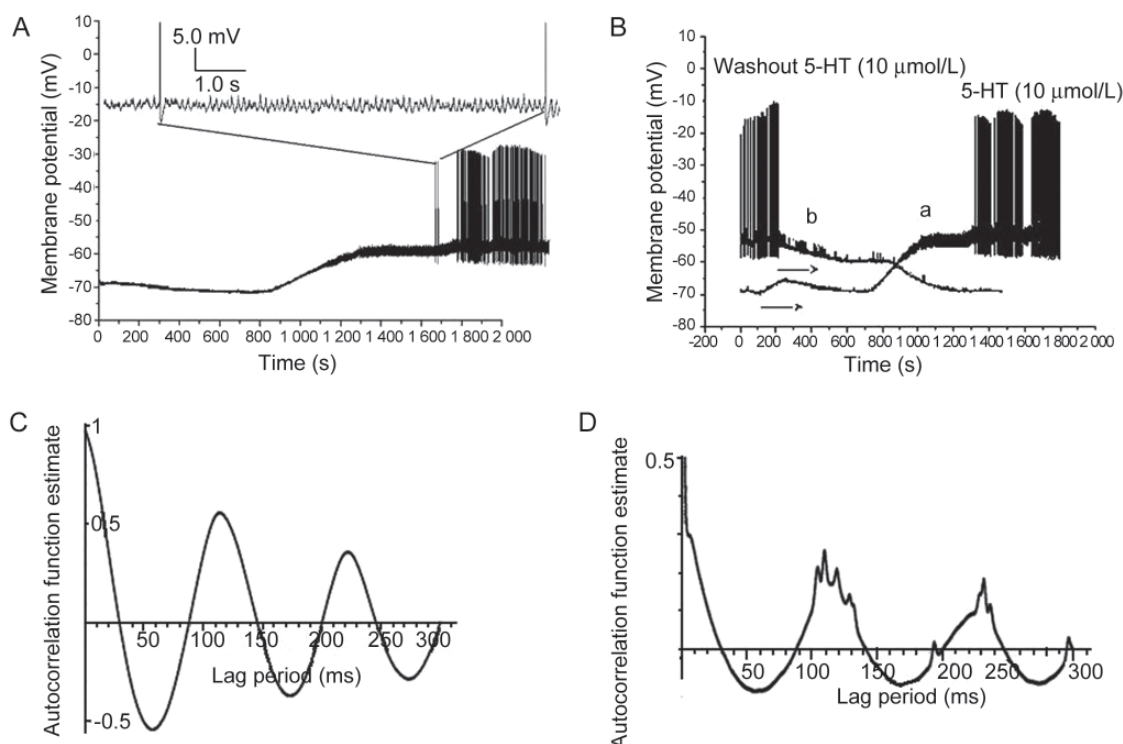 A
5.0 mV
1.0 s
Membrane potential (mV)
10
0
-10
-20
-30
-40
-50
-60
-70
-80
0 200 400 600 800 1 000 1 200 1 400 1 600 1 800 2 000
Time (s)
B
Washout 5-HT (10 μmol/L)
5-HT (10 μmol/L)
Membrane potential (mV)
10
0
-10
-20
-30
-40
-50
-60
-70
-80
b
a
-200 0 200 400 600 800 1 000 1 200 1 400 1 600 1 800 2 000
Time (s)
C
Autocorrelation function estimate
1
0.5
-0.5
50 100 150 200 250 300
Lag period (ms)
D
Autocorrelation function estimate
0.5
100 200 300
Lag period (ms)